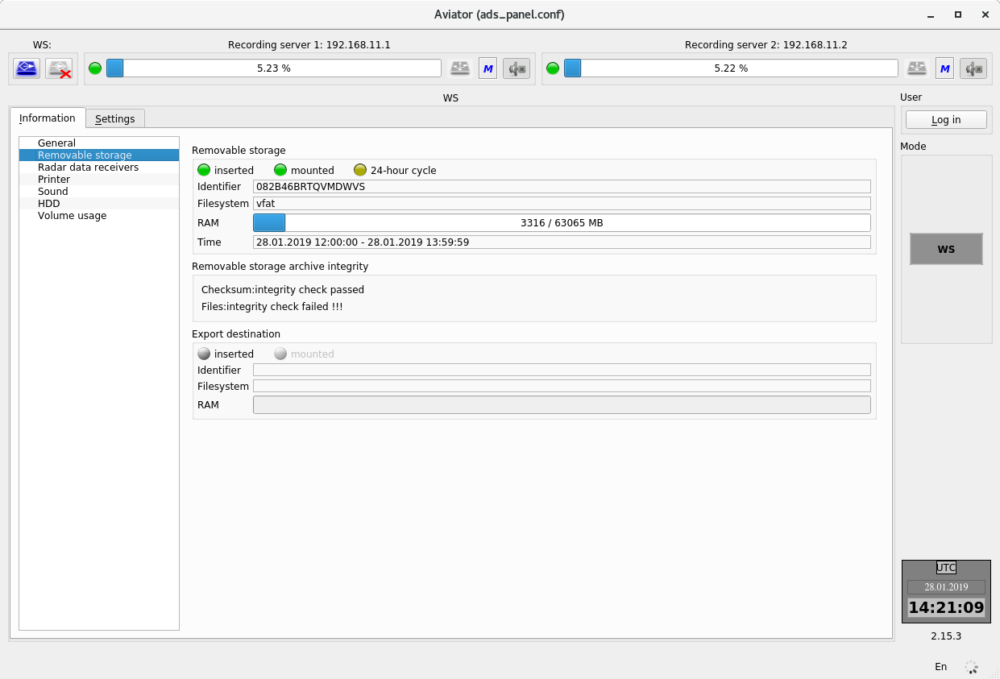 Aviator (ads_panel.conf)
WS:
Recording server 1: 192.168.11.1
Recording server 2: 192.168.11.2
5.23 %
M
5.22 %
M
WS
User
Information
Settings
Log in
Mode
General
Removable storage
Radar data receivers
Printer
Sound
HDD
Volume usage
Removable storage
inserted
mounted
24-hour cycle
Identifier
082B46BRTQVMDWVS
Filesystem
vfat
RAM
3316 / 63065 MB
Time
28.01.2019 12:00:00 - 28.01.2019 13:59:59
Removable storage archive integrity
Checksum:integrity check passed
Files:integrity check failed !!!
Export destination
inserted
mounted
Identifier
Filesystem
RAM
WS
UTC
28.01.2019
14:21:09
2.15.3
En